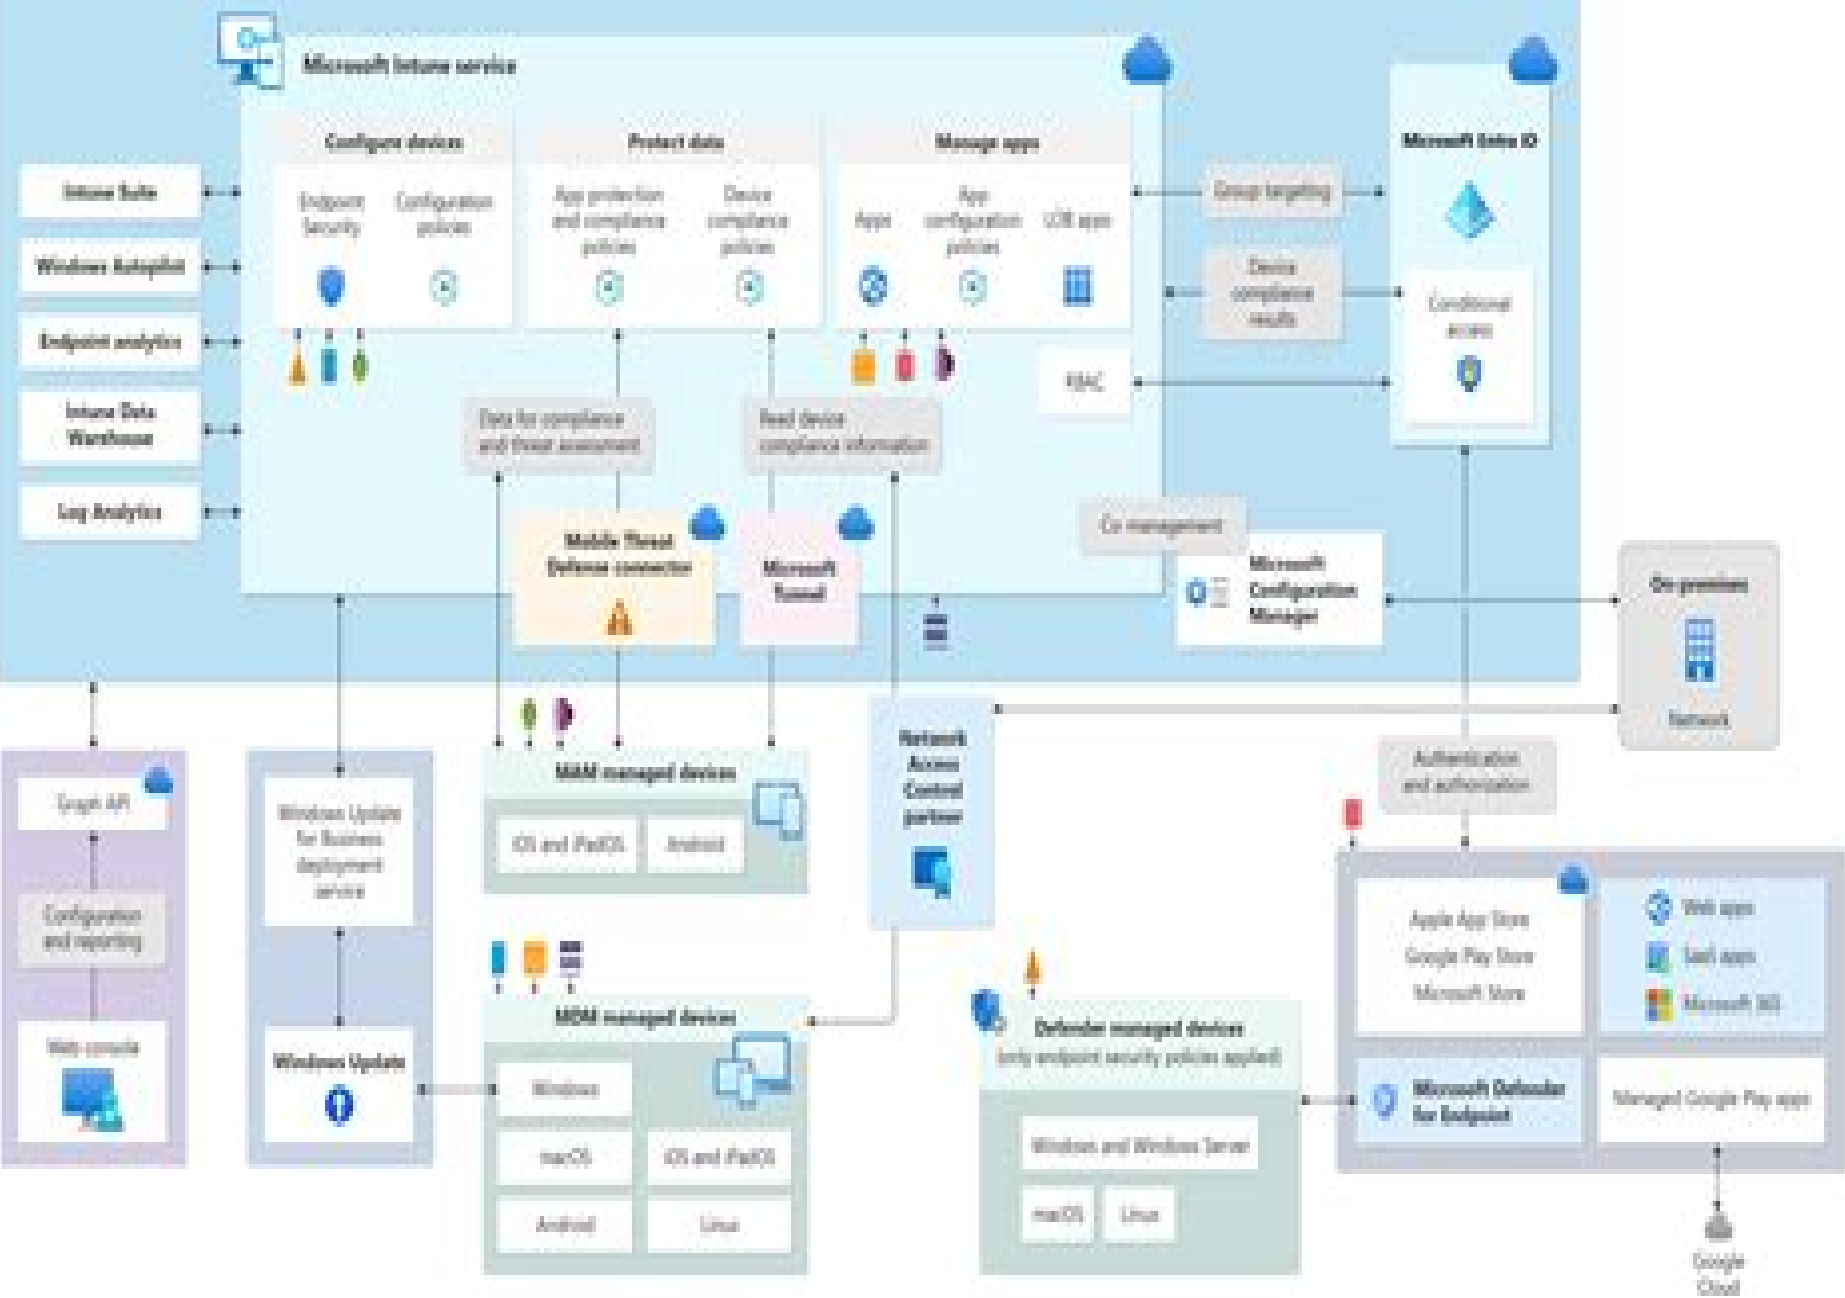 Microsoft Intune service
Configure devices
Endpoint
Security
Configuration
policies
Protect data
App protection
and compliance
policies
Device
compliance
policies
Manage apps
Apps
App
configuration
policies
LOB apps
Intune Suite
Windows Autopilot
Endpoint analytics
Intune Data
Warehouse
Log Analytics
Group targeting
Device
compliance
results
Microsoft Entra ID
Conditional
access
RBAC
Data for compliance
and threat assessment
Read device
compliance information
Mobile Threat
Defense connector
Microsoft
Tunnel
Co-management
Microsoft
Configuration
Manager
On-premises
Network
Graph API
Configuration
and reporting
Web console
Windows Update
for Business
deployment
service
Windows Update
MAM managed devices
iOS and iPadOS
Android
Network
Access
Control
partner
MDM managed devices
Windows
macOS
iOS and iPadOS
Android
Linux
Defender managed devices
(only endpoint security policies applied)
Windows and Windows Server
macOS
Linux
Authentication
and authorization
Apple App Store
Google Play Store
Microsoft Store
Web apps
SaaS apps
Microsoft 365
Microsoft Defender
for Endpoint
Managed Google Play apps
Google
Cloud